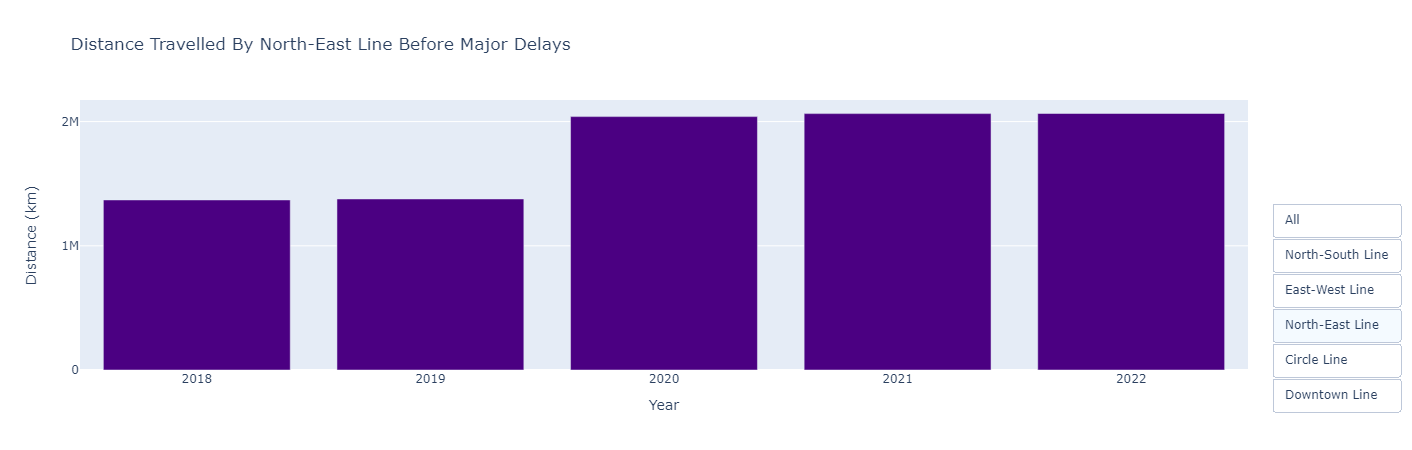 Distance Travelled By North-East Line Before Major Delays
2M
1M
0
Distance (km)
2018
2019
2020
2021
2022
Year
All
North-South Line
East-West Line
North-East Line
Circle Line
Downtown Line